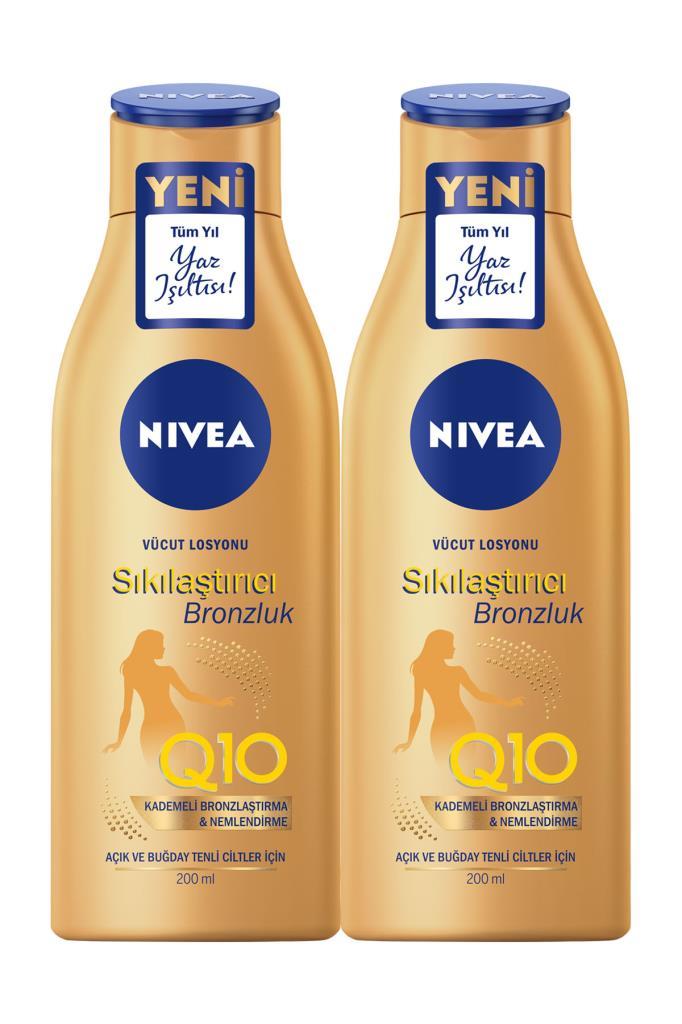 NIVEA
YENİ
Tüm Yıl
Yaz
Işıltısı!
NIVEA
VÜCUT LOSYONU
Sıkılaştırıcı
Bronzluk
Q10
KADEMELİ BRONZLAŞTIRMA
& NEMLENDİRME
AÇIK VE BUĞDAY TENLİ CİLTLER İÇİN
200 ml
NIVEA
YENİ
Tüm Yıl
Yaz
Işıltısı!
NIVEA
VÜCUT LOSYONU
Sıkılaştırıcı
Bronzluk
Q10
KADEMELİ BRONZLAŞTIRMA
& NEMLENDİRME
AÇIK VE BUĞDAY TENLİ CİLTLER İÇİN
200 ml